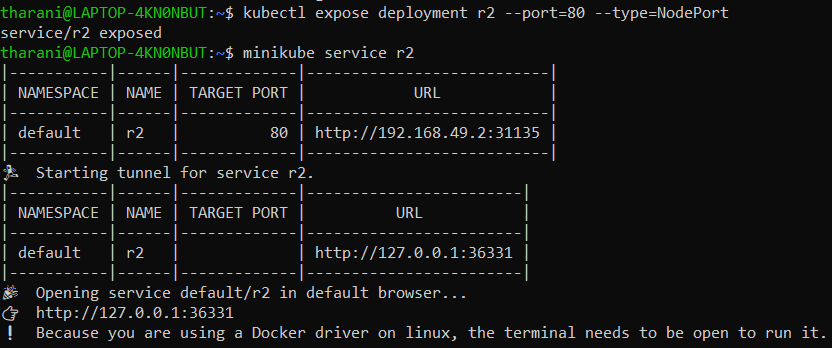 tharani@LAPTOP-4KN0NBUT:~$ kubectl expose deployment r2 --port=80 --type=NodePort
service/r2 exposed
tharani@LAPTOP-4KN0NBUT:~$ minikube service r2
|-----------|------|-------------|---------------------------|
| NAMESPACE | NAME | TARGET PORT |            URL            |
|-----------|------|-------------|---------------------------|
| default   | r2   |          80 | http://192.168.49.2:31135 |
|-----------|------|-------------|---------------------------|
🏃  Starting tunnel for service r2.
|-----------|------|-------------|------------------------|
| NAMESPACE | NAME | TARGET PORT |          URL           |
|-----------|------|-------------|------------------------|
| default   | r2   |             | http://127.0.0.1:36331 |
|-----------|------|-------------|------------------------|
🎉  Opening service default/r2 in default browser...
👉  http://127.0.0.1:36331
❗  Because you are using a Docker driver on linux, the terminal needs to be open to run it.